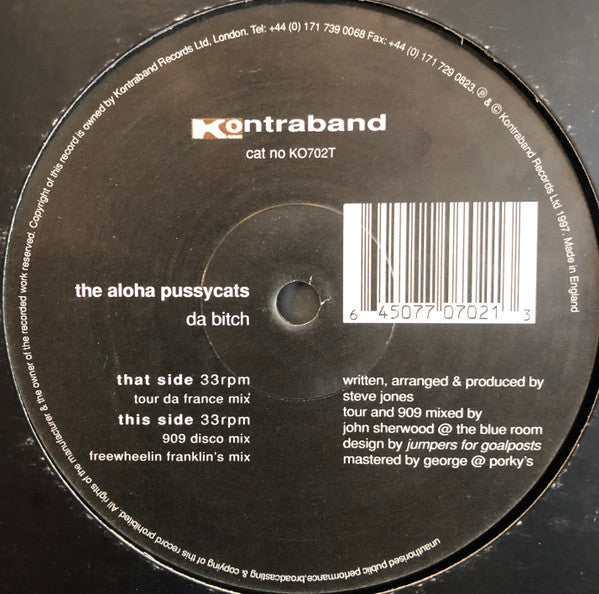 All rights of the manufacturer & the owner of the recorded work reserved. Copyright of this record is owned by Kontraband Records Ltd, London. Tel: +44 (0) 171 739 0068 Fax: +44 (0) 171 729 0823. ℗ & © Kontraband Records Ltd 1997. Made in England
Kontraband
cat no KO702T
6 45077 07021 3
the aloha pussycats
da bitch
that side 33rpm
tour da france mix
this side 33rpm
909 disco mix
freewheelin franklin's mix
written, arranged & produced by
steve jones
tour and 909 mixed by
john sherwood @ the blue room
design by jumpers for goalposts
mastered by george @ porky's
unauthorised public performance,broadcasting & copying of this record prohibited.